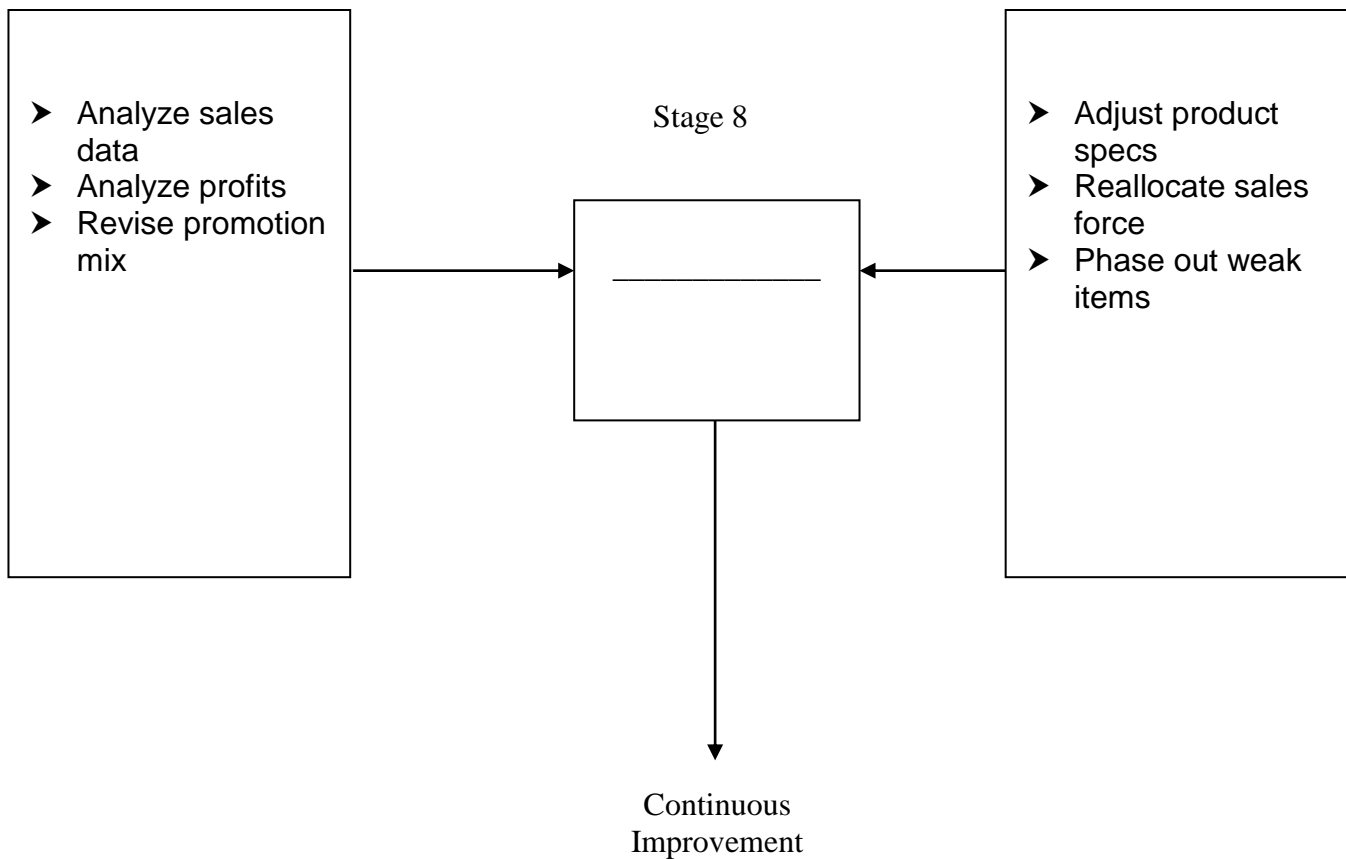 ➤ Analyze sales
data
➤ Analyze profits
➤ Revise promotion
mix
Stage 8
_____________
➤ Adjust product
specs
➤ Reallocate sales
force
➤ Phase out weak
items
Continuous
Improvement